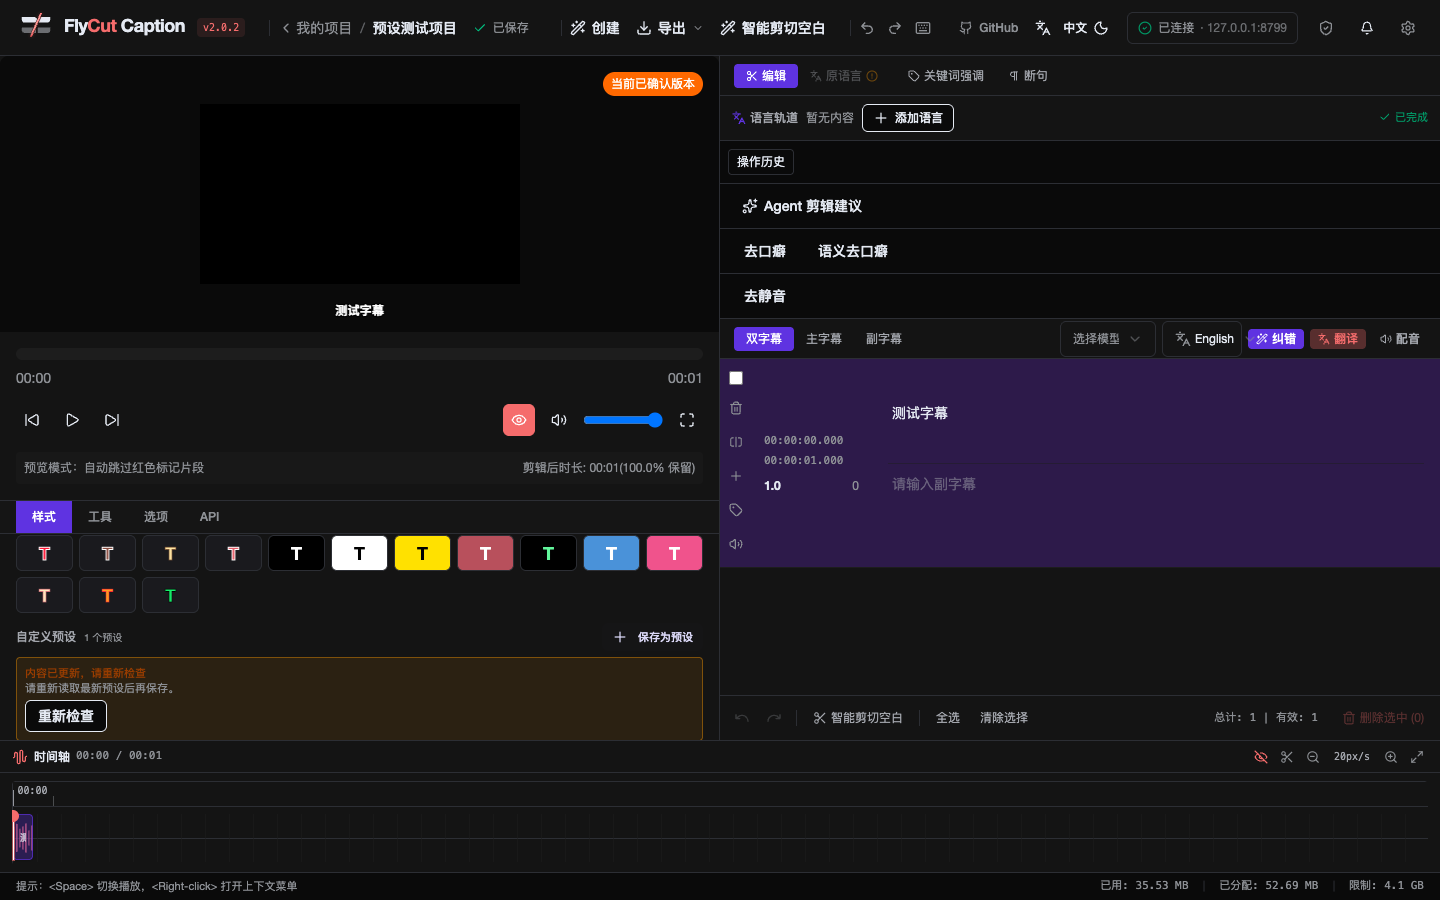 FlyCut Caption v2.0.2 我的项目 / 预设测试项目 已保存 创建 导出 智能剪切空白 GitHub 中文 已连接 · 127.0.0.1:8799
当前已确认版本
测试字幕
00:00 00:01
预览模式：自动跳过红色标记片段 剪辑后时长: 00:01(100.0% 保留)
样式 工具 选项 API
T T T T T T T T T T T
T T T
自定义预设 1 个预设 保存为预设
内容已更新，请重新检查
请重新读取最新预设后再保存。
重新检查
编辑 原语言 关键词强调 断句
语言轨道 暂无内容 添加语言 已完成
操作历史
Agent 剪辑建议
去口癖 语义去口癖
去静音
双字幕 主字幕 副字幕 选择模型 English 纠错 翻译 配音
测试字幕
00:00:00.000
00:00:01.000
1.0 0 请输入副字幕
智能剪切空白 全选 清除选择 总计: 1 | 有效: 1 删除选中 (0)
时间轴 00:00 / 00:01 20px/s
00:00
提示：<Space> 切换播放，<Right-click> 打开上下文菜单 已用: 35.53 MB 已分配: 52.69 MB 限制: 4.1 GB